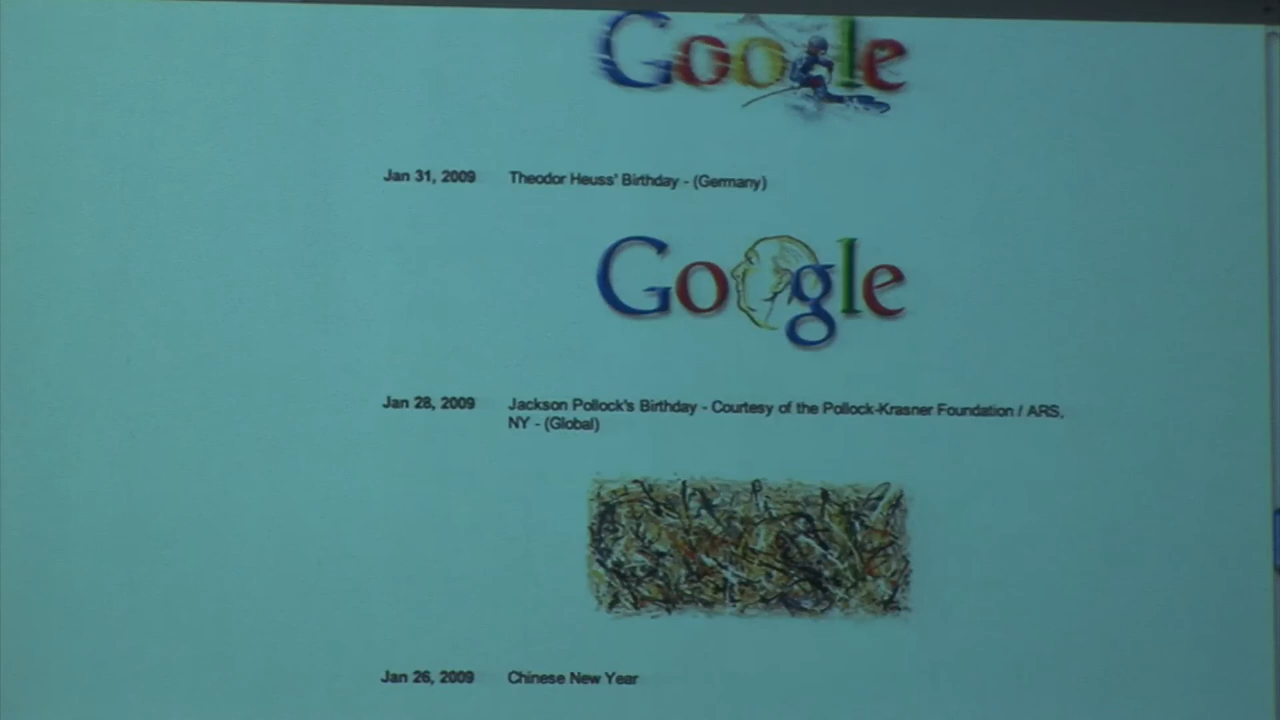 Google
Jan 31, 2009 Theodor Heuss' Birthday - (Germany)
Google
Jan 28, 2009 Jackson Pollock's Birthday - Courtesy of the Pollock-Krasner Foundation / ARS,
NY - (Global)
Jan 26, 2009 Chinese New Year